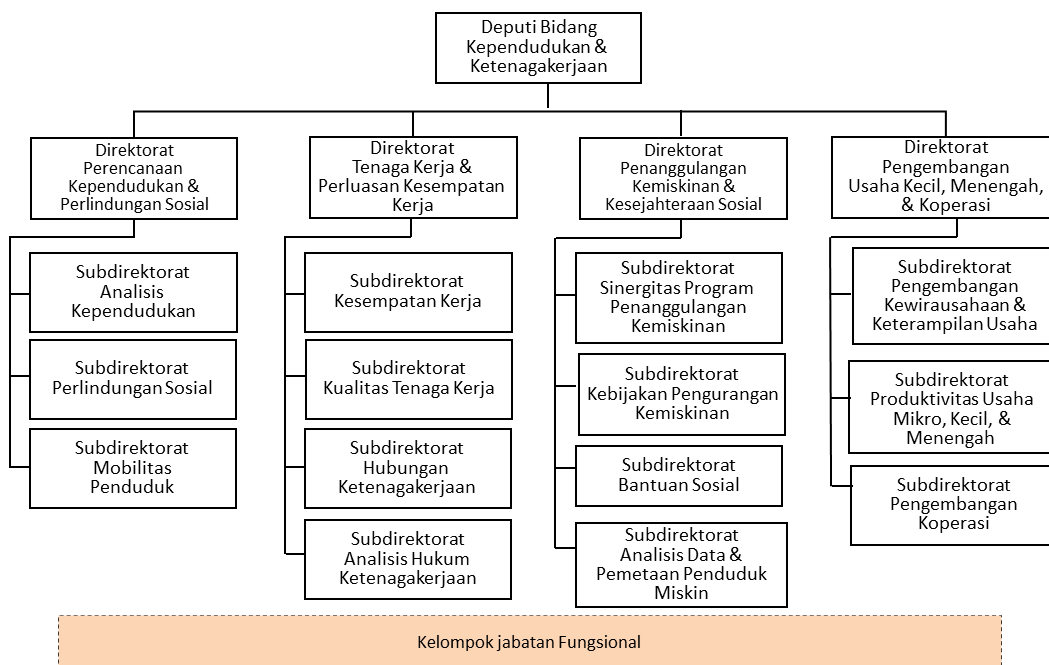 Deputi Bidang
Kependudukan &
Ketenagakerjaan
Direktorat
Perencanaan
Kependudukan &
Perlindungan Sosial
Direktorat
Tenaga Kerja &
Perluasan Kesempatan
Kerja
Direktorat
Penanggulangan
Kemiskinan &
Kesejahteraan Sosial
Direktorat
Pengembangan
Usaha Kecil, Menengah,
& Koperasi
Subdirektorat
Analisis
Kependudukan
Subdirektorat
Perlindungan Sosial
Subdirektorat
Mobilitas
Penduduk
Subdirektorat
Kesempatan Kerja
Subdirektorat
Kualitas Tenaga Kerja
Subdirektorat
Hubungan
Ketenagakerjaan
Subdirektorat
Analisis Hukum
Ketenagakerjaan
Subdirektorat
Sinergitas Program
Penanggulangan
Kemiskinan
Subdirektorat
Kebijakan Pengurangan
Kemiskinan
Subdirektorat
Bantuan Sosial
Subdirektorat
Analisis Data &
Pemetaan Penduduk
Miskin
Subdirektorat
Pengembangan
Kewirausahaan &
Keterampilan Usaha
Subdirektorat
Produktivitas Usaha
Mikro, Kecil, &
Menengah
Subdirektorat
Pengembangan
Koperasi
Kelompok jabatan Fungsional